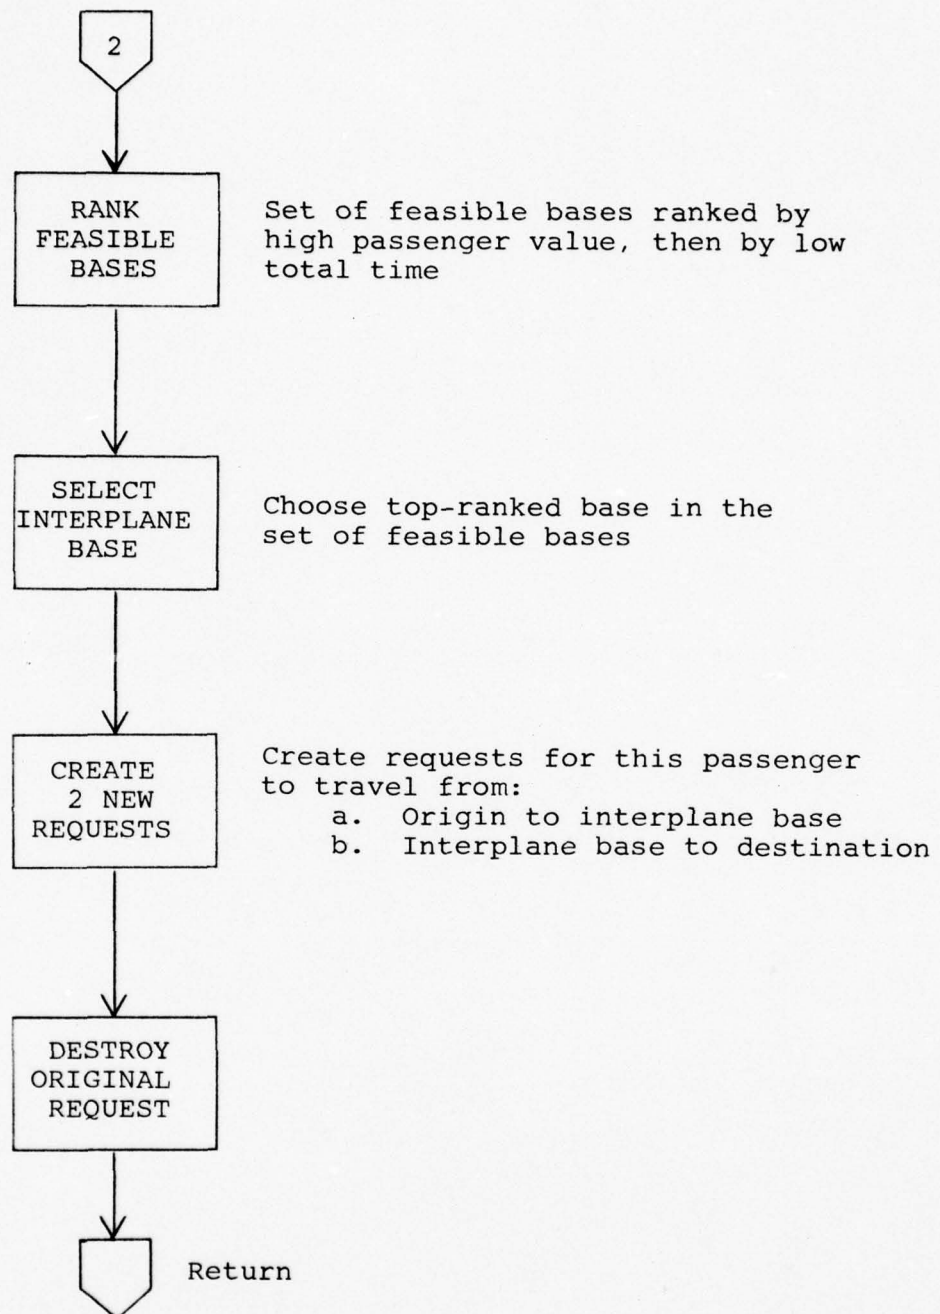 2
RANK
FEASIBLE
BASES
Set of feasible bases ranked by
high passenger value, then by low
total time
SELECT
INTERPLANE
BASE
Choose top-ranked base in the
set of feasible bases
CREATE
2 NEW
REQUESTS
Create requests for this passenger
to travel from:
a. Origin to interplane base
b. Interplane base to destination
DESTROY
ORIGINAL
REQUEST
Return